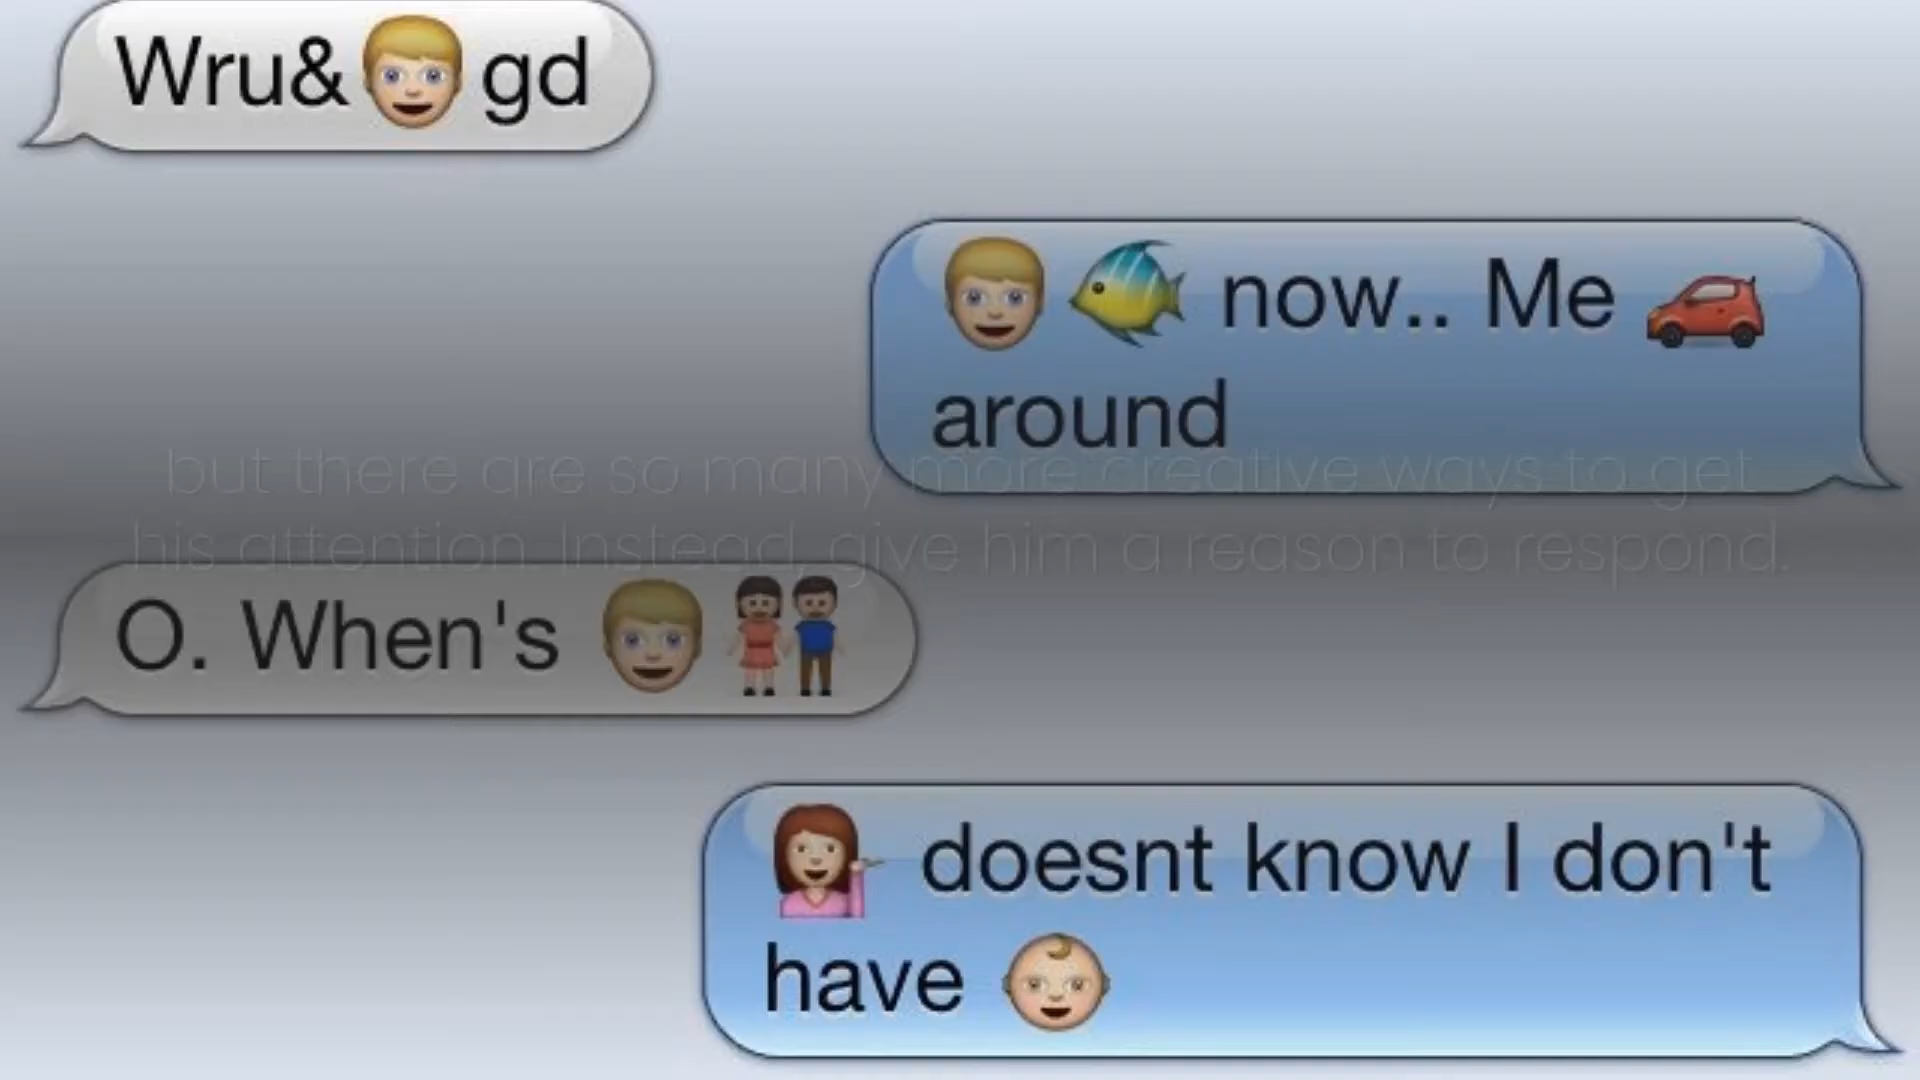 Wru&👱gd
👱🐠 now.. Me 🚗
around
but there are so many more creative ways to get
his attention. Instead, give him a reason to respond.
O. When's 👱👫
💁 doesnt know I don't
have 👶